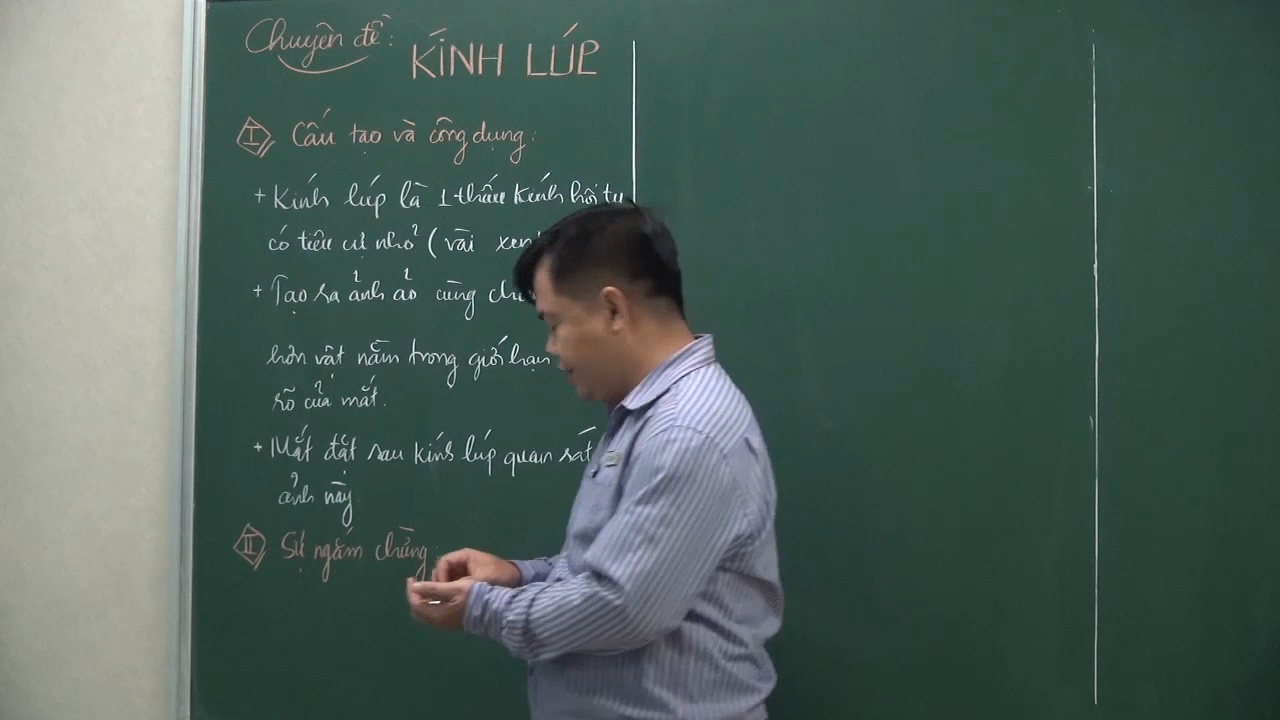 Chuyên đề: KÍNH LÚP
I Cấu tạo và công dụng:
+ Kính lúp là 1 thấu kính hội tụ
có tiêu cự nhỏ (vài
+ Tạo ra ảnh ảo cùng
hơn vật nằm trong giới hạn
rõ của mắt.
+ Mắt đặt sau kính lúp quan sát
ảnh này.
II Sự ngắm chừng: